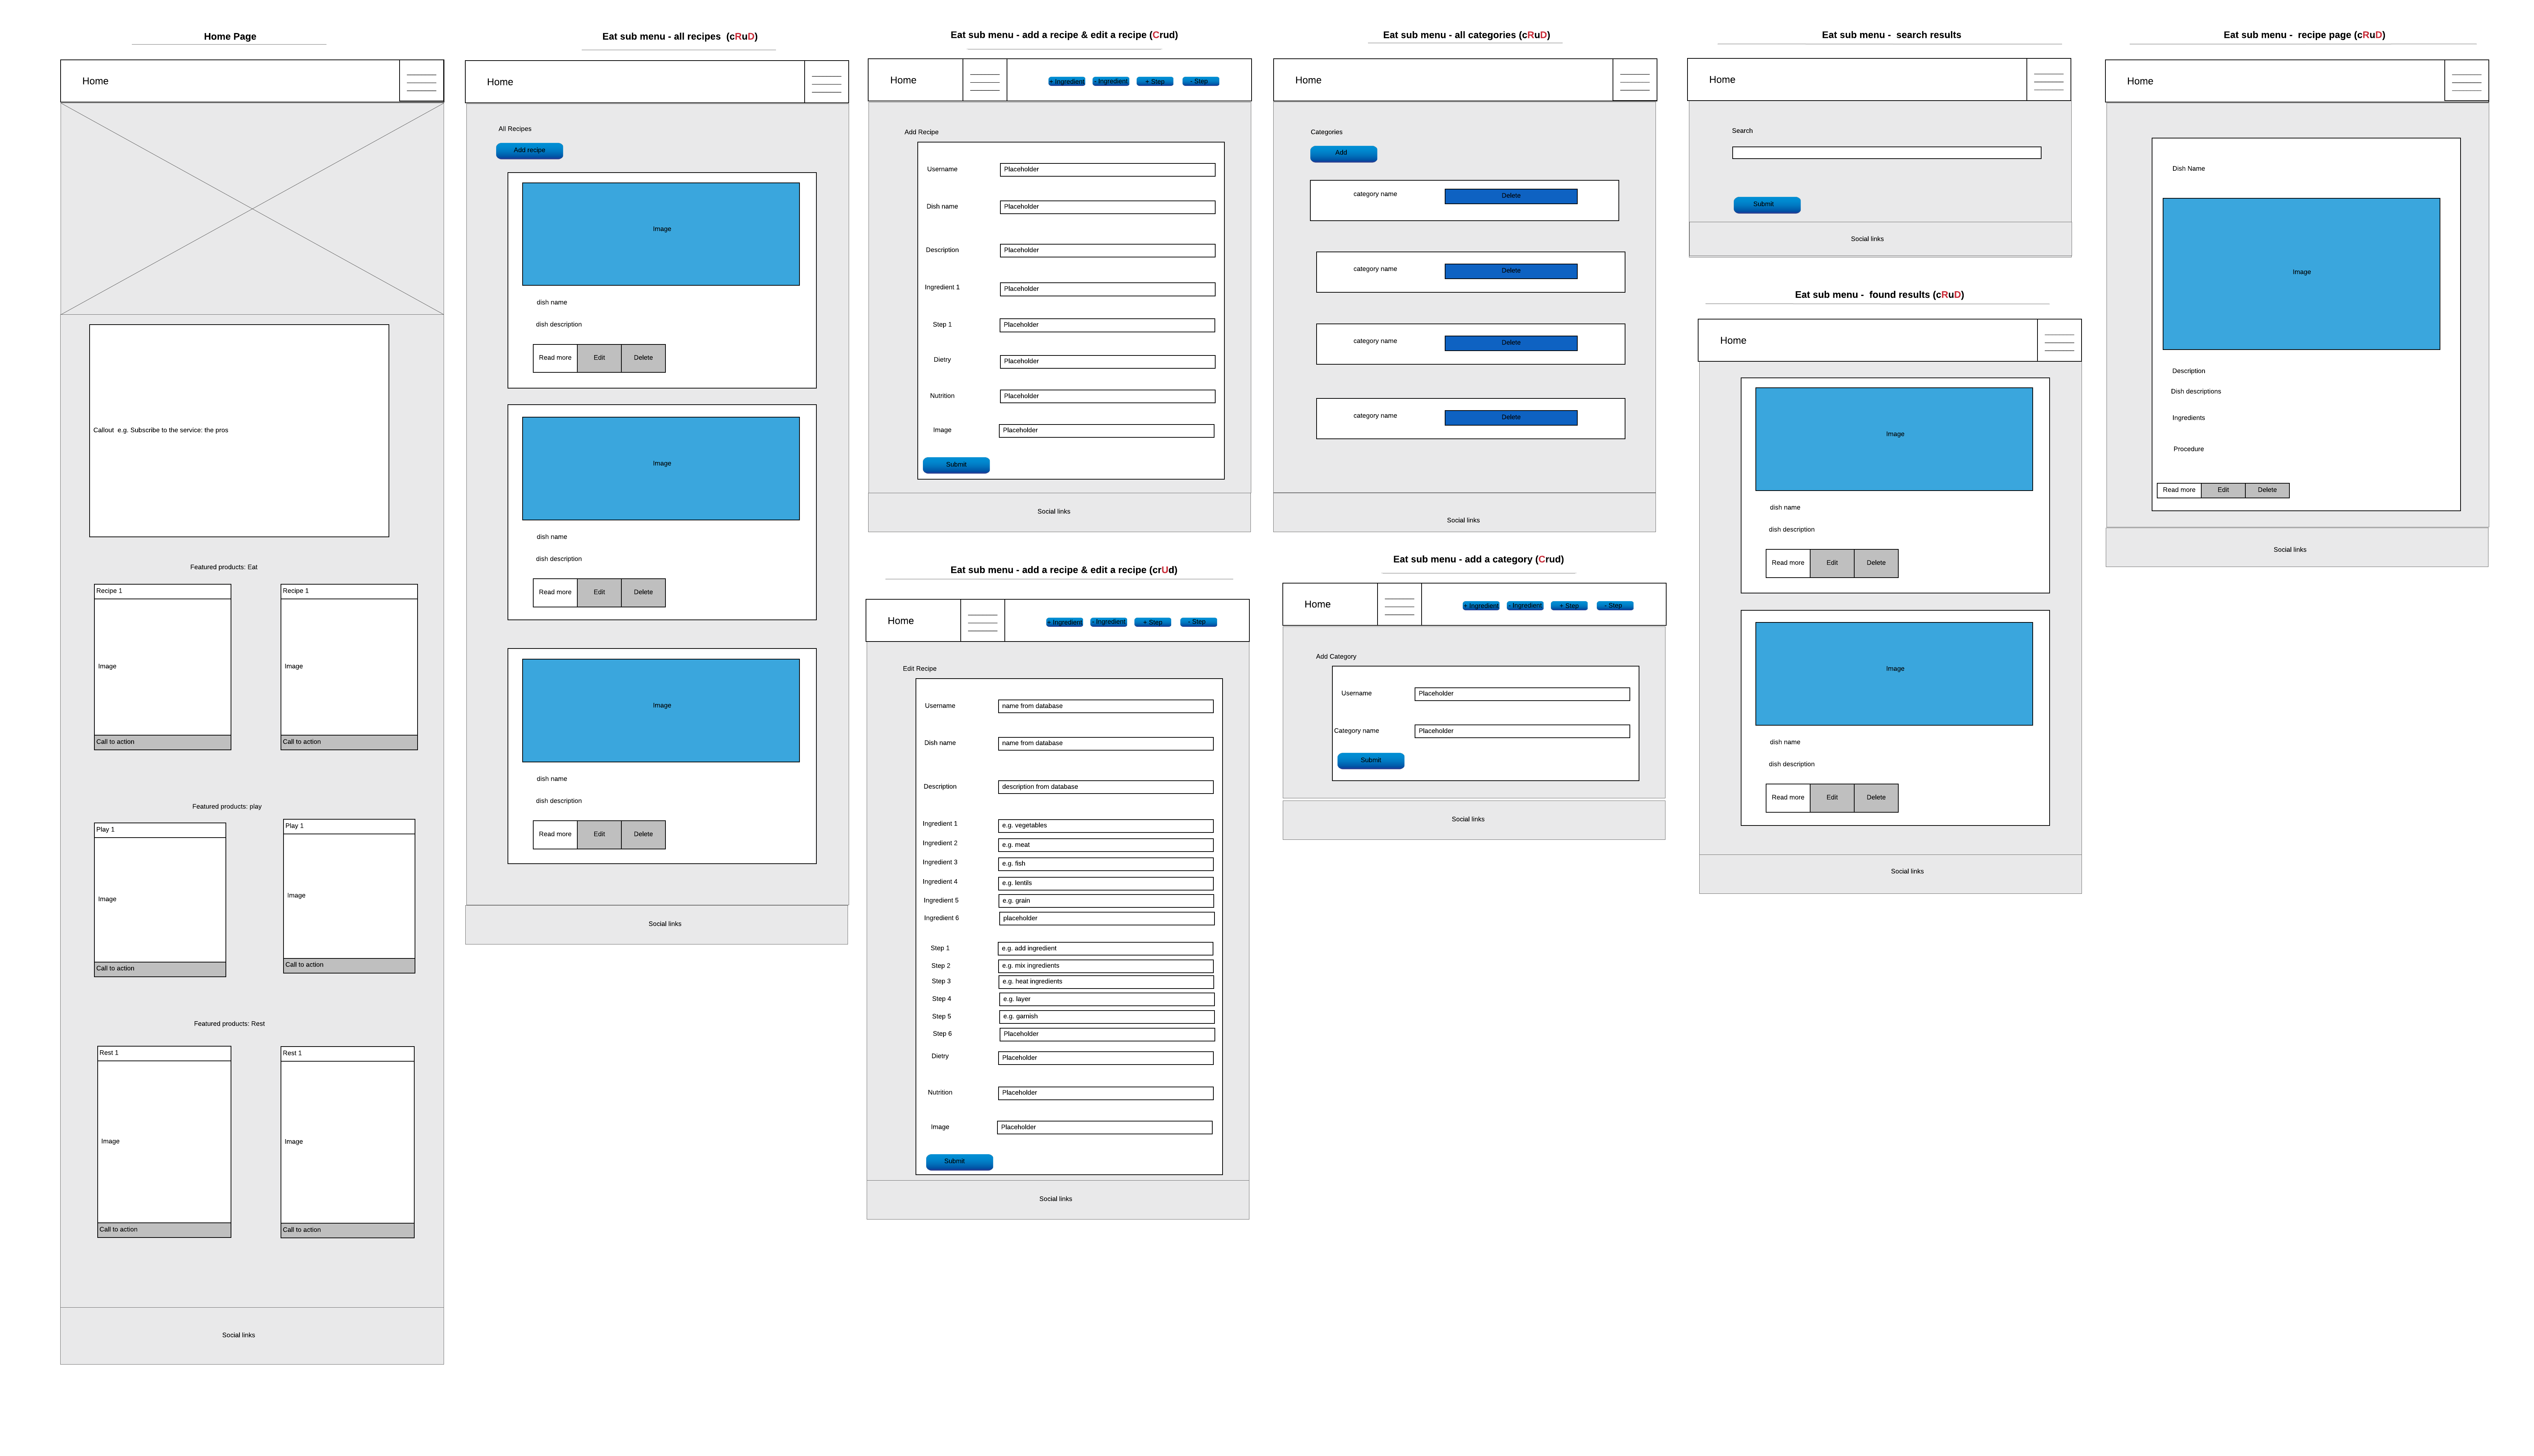 Home Page
Home
Callout e.g. Subscribe to the service: the pros
Featured products: Eat
Recipe 1
Recipe 1
Image
Image
Call to action
Call to action
Featured products: play
Play 1
Play 1
Image
Image
Call to action
Call to action
Featured products: Rest
Rest 1
Rest 1
Image
Image
Call to action
Call to action
Social links
Eat sub menu - all recipes (cRuD)
Home
All Recipes
Add recipe
Image
dish name
dish description
Read more Edit Delete
Image
dish name
dish description
Read more Edit Delete
Image
dish name
dish description
Read more Edit Delete
Social links
Eat sub menu - add a recipe & edit a recipe (Crud)
Home + Ingredient - Ingredient + Step - Step
Add Recipe
Username Placeholder
Dish name Placeholder
Description Placeholder
Ingredient 1 Placeholder
Step 1 Placeholder
Dietry Placeholder
Nutrition Placeholder
Image Placeholder
Submit
Social links
Eat sub menu - add a recipe & edit a recipe (crUd)
Home + Ingredient - Ingredient + Step - Step
Edit Recipe
Username name from database
Dish name name from database
Description description from database
Ingredient 1 e.g. vegetables
Ingredient 2 e.g. meat
Ingredient 3 e.g. fish
Ingredient 4 e.g. lentils
Ingredient 5 e.g. grain
Ingredient 6 placeholder
Step 1 e.g. add ingredient
Step 2 e.g. mix ingredients
Step 3 e.g. heat ingredients
Step 4 e.g. layer
Step 5 e.g. garnish
Step 6 Placeholder
Dietry Placeholder
Nutrition Placeholder
Image Placeholder
Submit
Social links
Eat sub menu - all categories (cRuD)
Home
Categories
Add
category name Delete
category name Delete
category name Delete
category name Delete
Social links
Eat sub menu - add a category (Crud)
Home + Ingredient - Ingredient + Step - Step
Add Category
Username Placeholder
Category name Placeholder
Submit
Social links
Eat sub menu - search results
Home
Search
Submit
Social links
Eat sub menu - found results (cRuD)
Home
Image
dish name
dish description
Read more Edit Delete
Image
dish name
dish description
Read more Edit Delete
Social links
Eat sub menu - recipe page (cRuD)
Home
Dish Name
Image
Description
Dish descriptions
Ingredients
Procedure
Read more Edit Delete
Social links